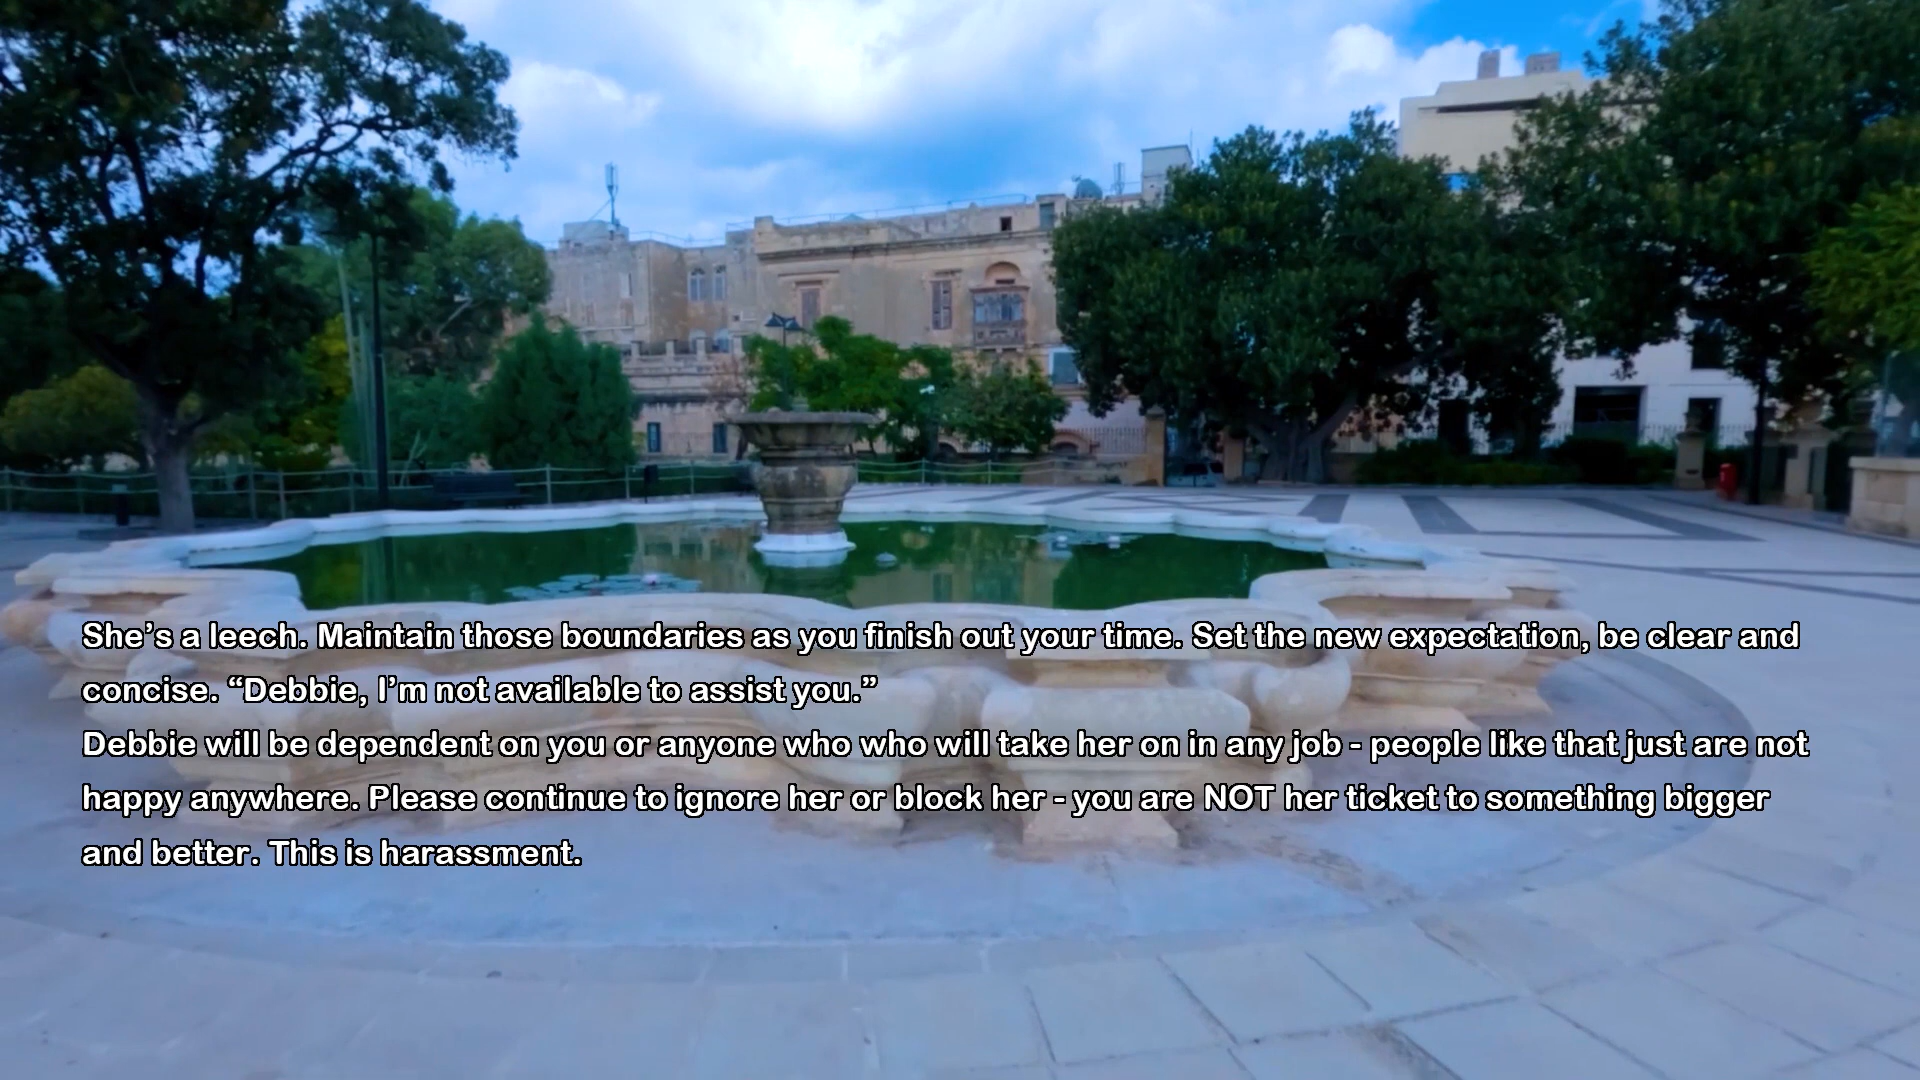 She’s a leech. Maintain those boundaries as you finish out your time. Set the new expectation, be clear and
concise. “Debbie, I’m not available to assist you.”
Debbie will be dependent on you or anyone who who will take her on in any job - people like that just are not
happy anywhere. Please continue to ignore her or block her - you are NOT her ticket to something bigger
and better. This is harassment.